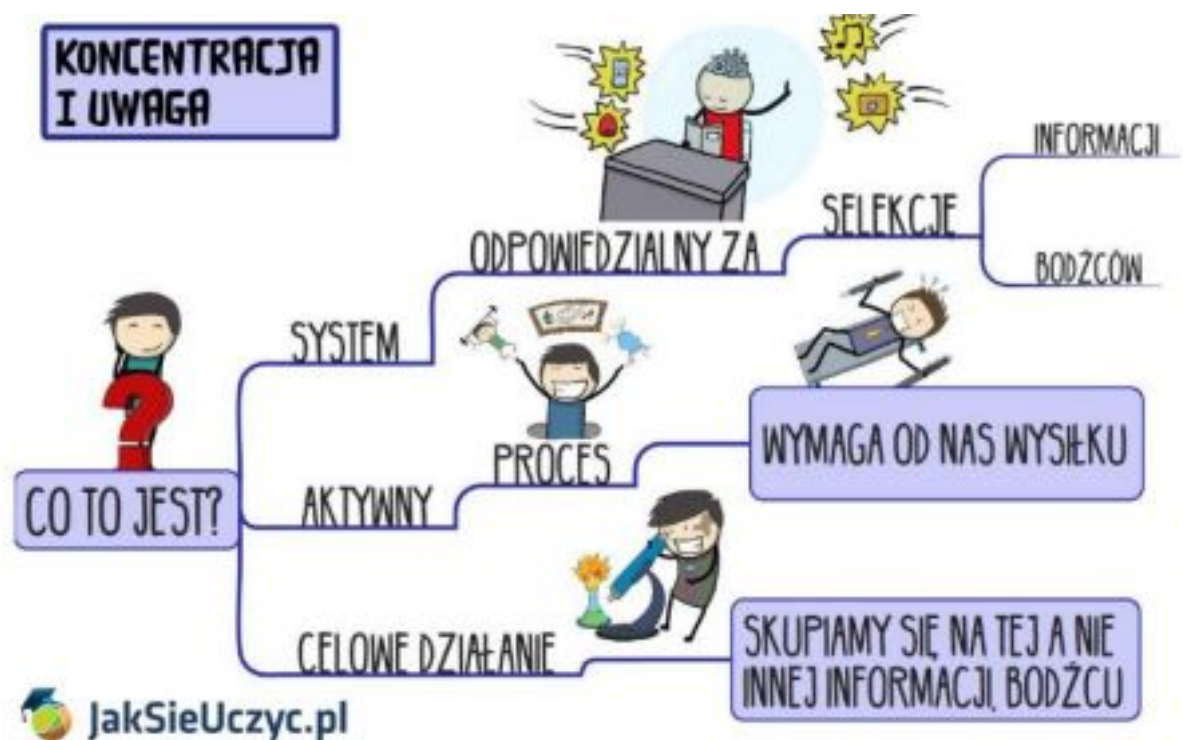 KONCENTRACJA
I UWAGA
CO TO JEST?
SYSTEM
ODPOWIEDZIALNY ZA
SELEKCJE
INFORMACJI
BODŹCÓW
AKTYWNY
PROCES
WYMAGA OD NAS WYSIŁKU
CELOWE DZIAŁANIE
SKUPIAMY SIĘ NA TEJ A NIE
INNEJ INFORMACJI, BODŹCU
JakSieUczyc.pl